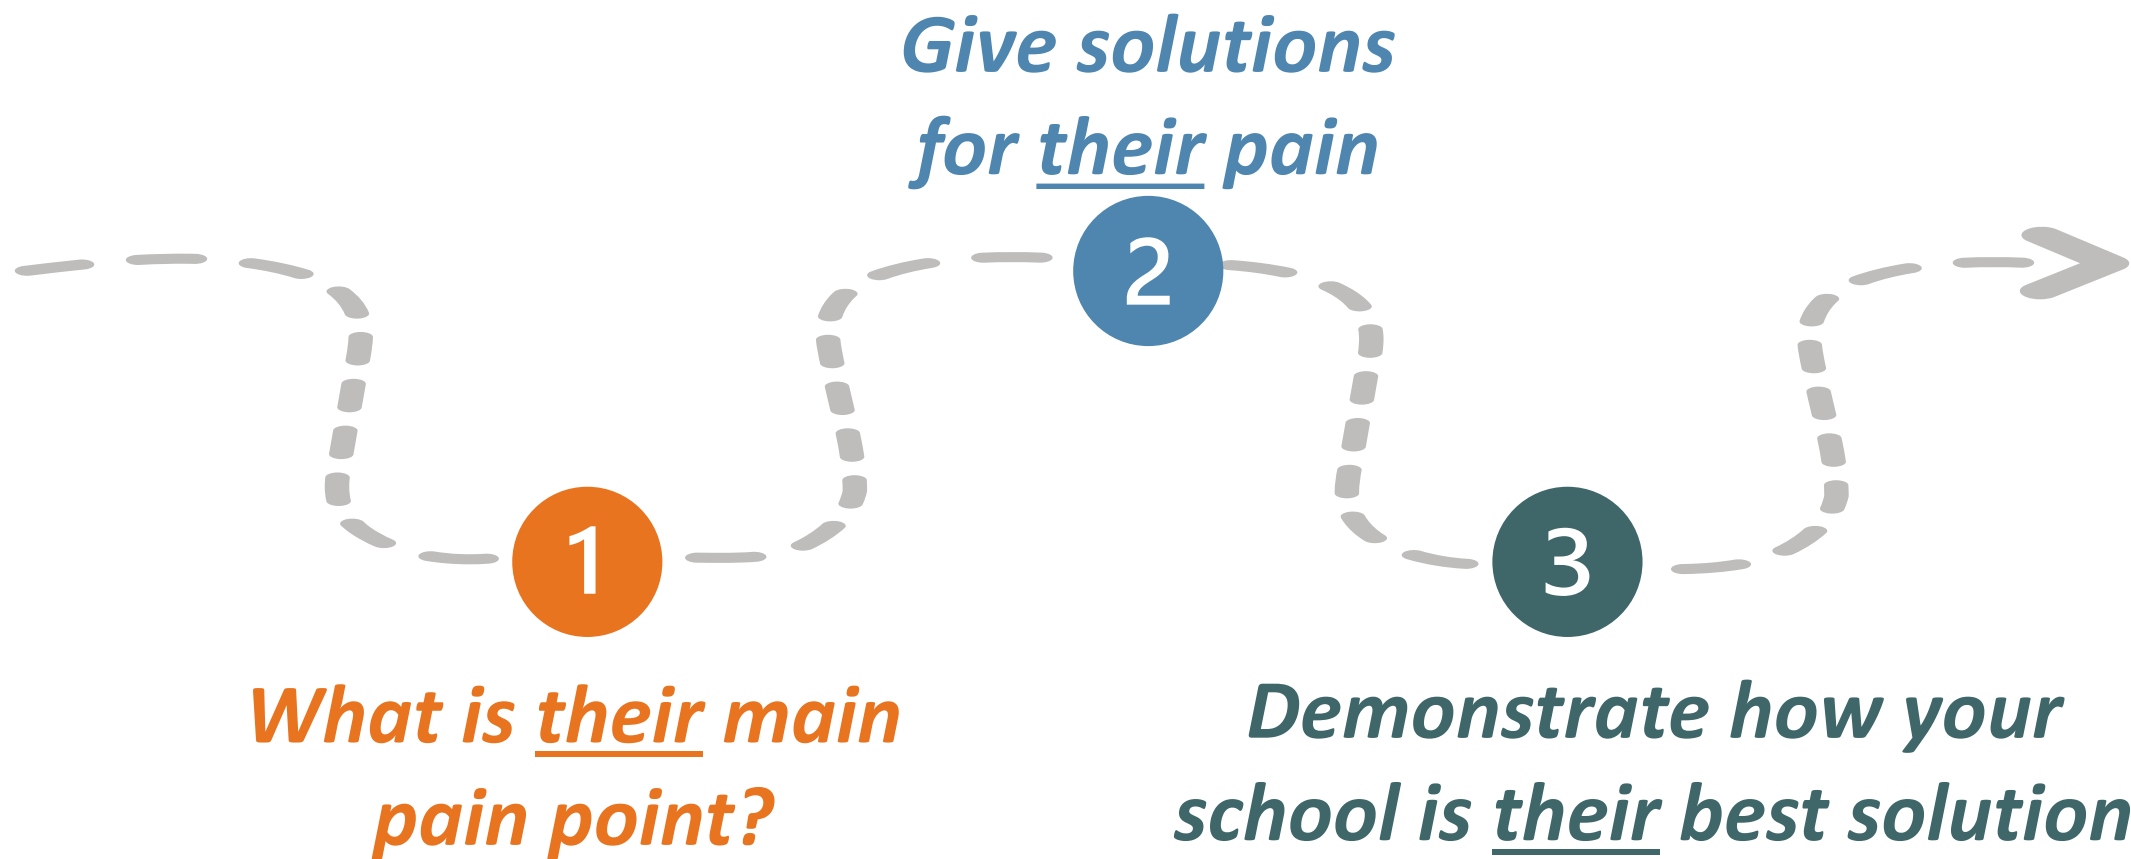 Give solutions
for their pain
2
1
3
What is their main
pain point?
Demonstrate how your
school is their best solution